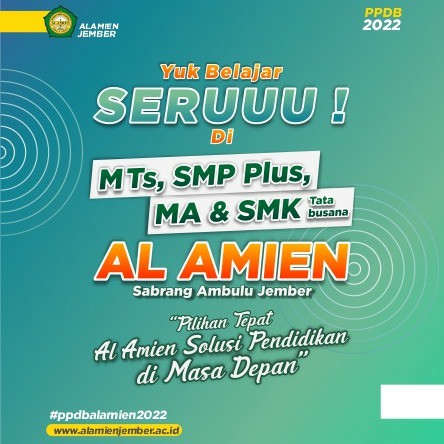 ALAMIEN
JEMBER
PPDB
2022
Yuk Belajar
SERUUU !
Di
MTs, SMP Plus,
MA & SMK Tata busana
AL AMIEN
Sabrang Ambulu Jember
"Pilihan Tepat
Al Amien Solusi Pendidikan
di Masa Depan"
#ppdbalamien2022
www.alamienjember.ac.id